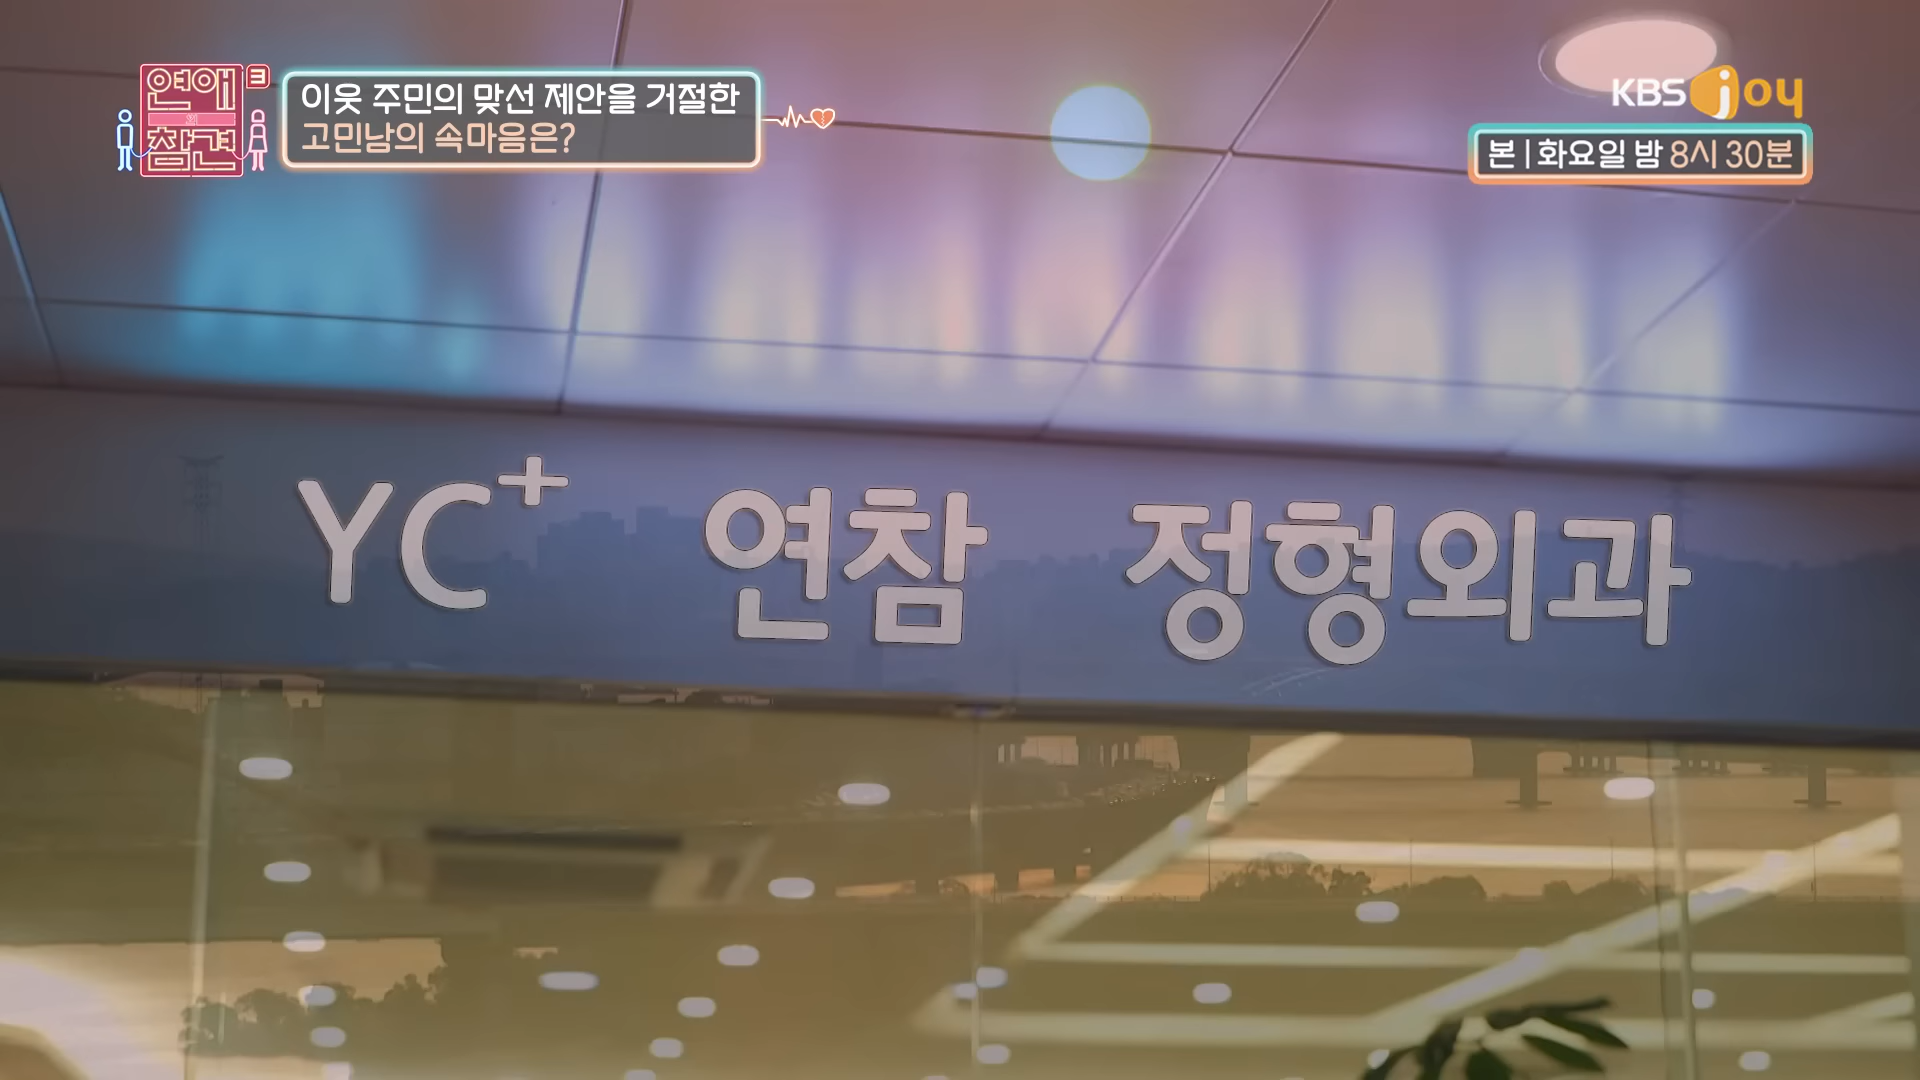 연애의 참견 3
이웃 주민의 맞선 제안을 거절한
고민남의 속마음은?
KBS joy
본 | 화요일 밤 8시 30분
YC+ 연참 정형외과